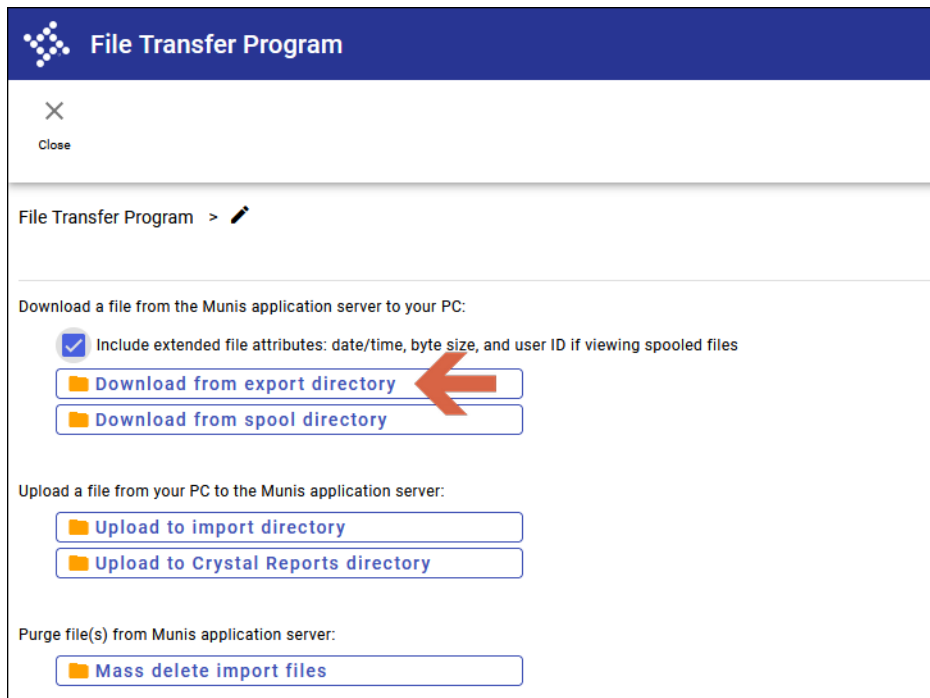 File Transfer Program
Close
File Transfer Program >
Download a file from the Munis application server to your PC:
Include extended file attributes: date/time, byte size, and user ID if viewing spooled files
Download from export directory
Download from spool directory
Upload a file from your PC to the Munis application server:
Upload to import directory
Upload to Crystal Reports directory
Purge file(s) from Munis application server:
Mass delete import files